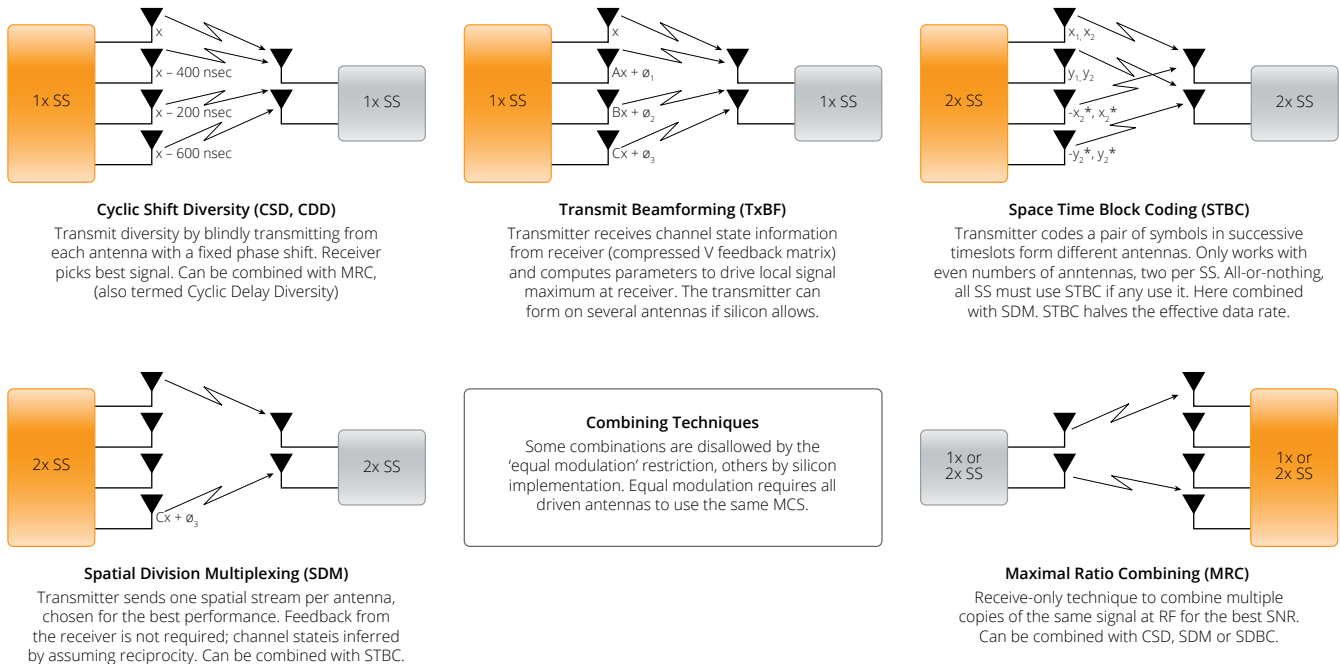 1x SS
x
x – 400 nsec
x – 200 nsec
x – 600 nsec
1x SS
Cyclic Shift Diversity (CSD, CDD)
Transmit diversity by blindly transmitting from
each antenna with a fixed phase shift. Receiver
picks best signal. Can be combined with MRC,
(also termed Cyclic Delay Diversity)
1x SS
x
Ax + ø₁
Bx + ø₂
Cx + ø₃
1x SS
Transmit Beamforming (TxBF)
Transmitter receives channel state information
from receiver (compressed V feedback matrix)
and computes parameters to drive local signal
maximum at receiver. The transmitter can
form on several antennas if silicon allows.
2x SS
x₁, x₂
y₁, y₂
-x₂*, x₂*
-y₂*, y₂*
2x SS
Space Time Block Coding (STBC)
Transmitter codes a pair of symbols in successive
timeslots form different antennas. Only works with
even numbers of anntennas, two per SS. All-or-nothing,
all SS must use STBC if any use it. Here combined
with SDM. STBC halves the effective data rate.
2x SS
Cx + ø₃
2x SS
Spatial Division Multiplexing (SDM)
Transmitter sends one spatial stream per antenna,
chosen for the best performance. Feedback from
the receiver is not required; channel stateis inferred
by assuming reciprocity. Can be combined with STBC.
Combining Techniques
Some combinations are disallowed by the
‘equal modulation’ restriction, others by silicon
implementation. Equal modulation requires all
driven antennas to use the same MCS.
1x or
2x SS
1x or
2x SS
Maximal Ratio Combining (MRC)
Receive-only technique to combine multiple
copies of the same signal at RF for the best SNR.
Can be combined with CSD, SDM or SDBC.